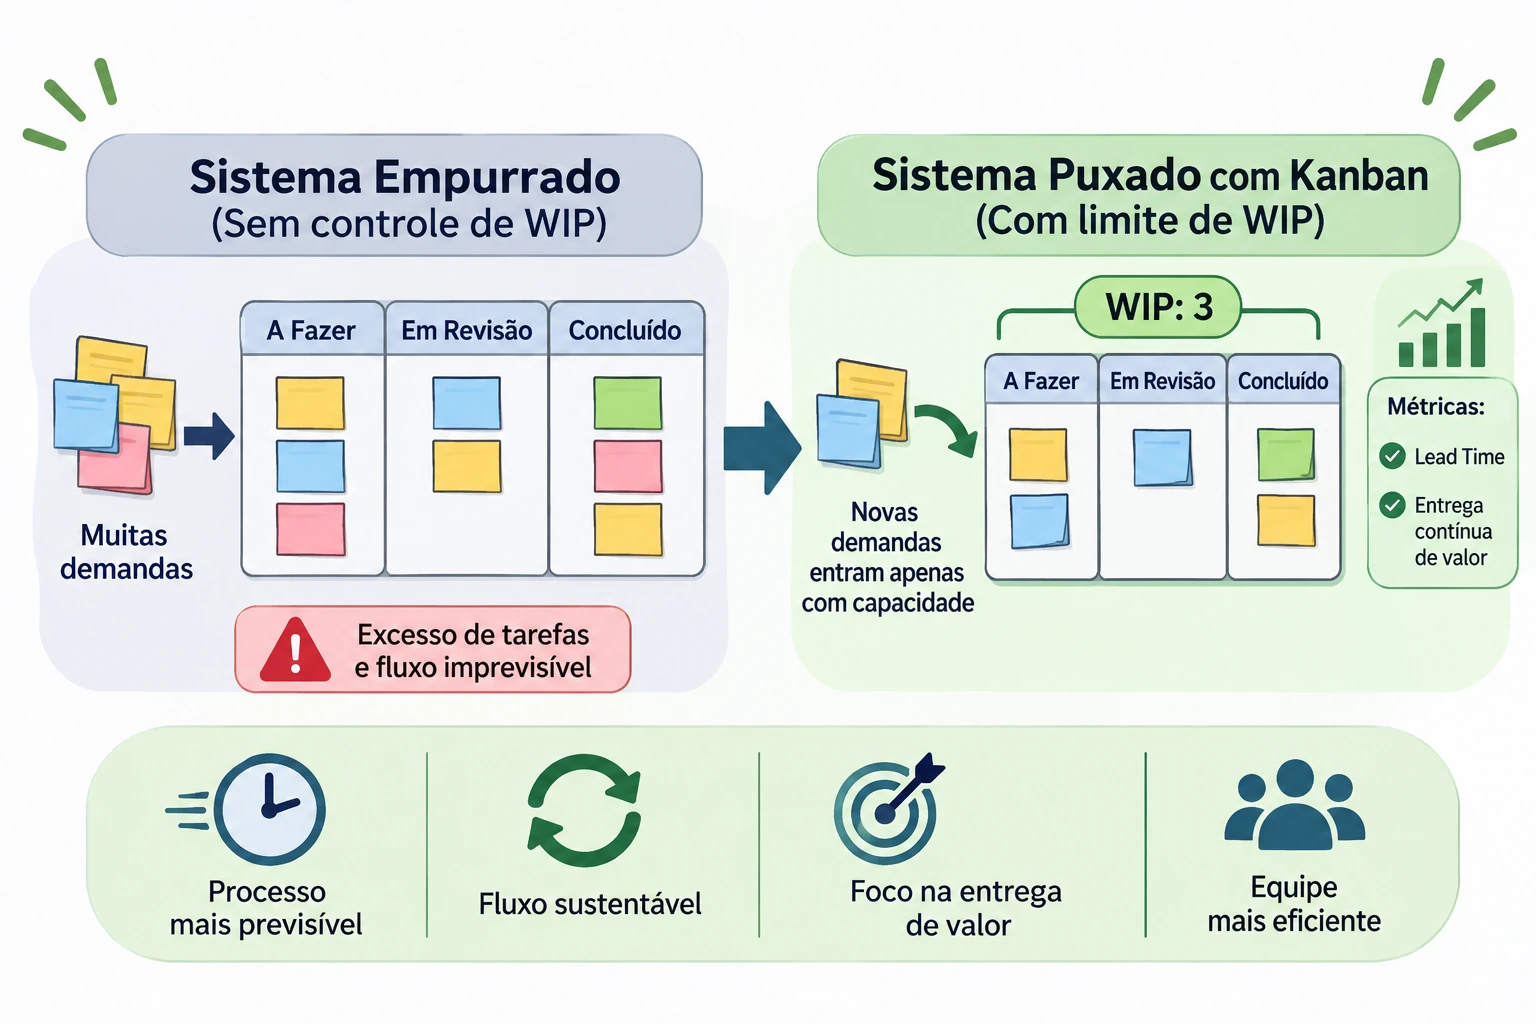 Sistema Empurrado
(Sem controle de WIP)
Muitas
demandas
A Fazer
Em Revisão
Concluído
Excesso de tarefas
e fluxo imprevisível
Sistema Puxado com Kanban
(Com limite de WIP)
WIP: 3
Novas
demandas
entram apenas
com capacidade
A Fazer
Em Revisão
Concluído
Métricas:
Lead Time
Entrega
contínua
de valor
Processo
mais previsível
Fluxo sustentável
Foco na entrega
de valor
Equipe
mais eficiente